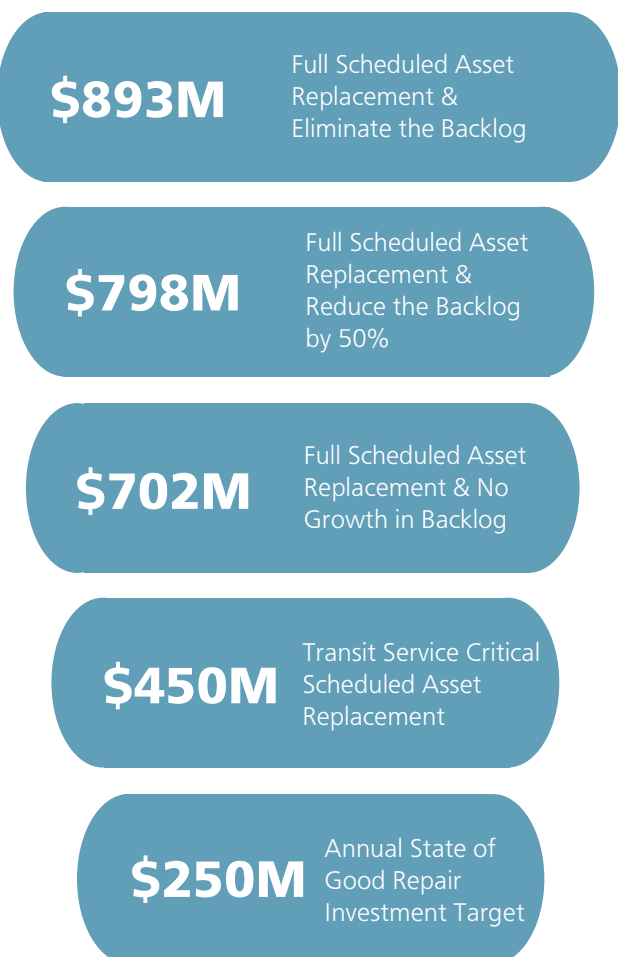 $893M
Full Scheduled Asset
Replacement &
Eliminate the Backlog
$798M
Full Scheduled Asset
Replacement &
Reduce the Backlog
by 50%
$702M
Full Scheduled Asset
Replacement & No
Growth in Backlog
$450M
Transit Service Critical
Scheduled Asset
Replacement
$250M
Annual State of
Good Repair
Investment Target